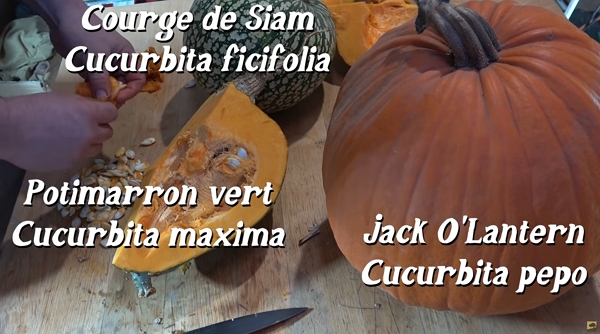 Courge de Siam
Cucurbita ficifolia
Potimarron vert
Cucurbita maxima
Jack O'Lantern
Cucurbita pepo